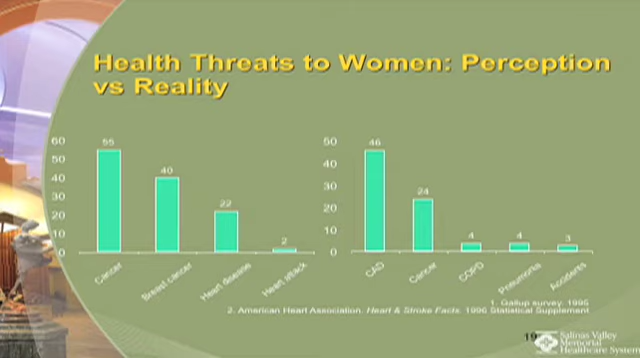 Health Threats to Women: Perception
vs Reality
60
50
40
30
20
10
0
55
40
22
2
Cancer
Breast cancer
Heart disease
Heart attack
50
40
30
20
10
0
46
24
4
4
3
CAD
Cancer
COPD
Pneumonia
Accidents
1. Gallup survey. 1995
2. American Heart Association. Heart & Stroke Facts. 1996 Statistical Supplement
19
Salinas Valley
Memorial
Healthcare System